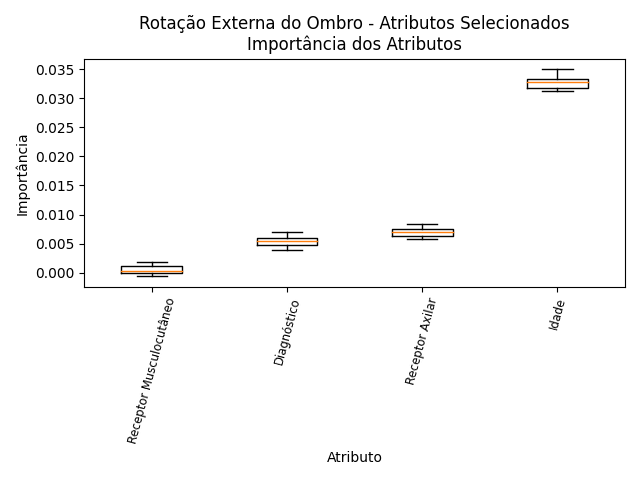 Rotação Externa do Ombro - Atributos Selecionados
Importância dos Atributos
0.035
0.030
0.025
0.020
0.015
0.010
0.005
0.000
Importância
Receptor Musculocutâneo
Diagnóstico
Receptor Axilar
Idade
Atributo